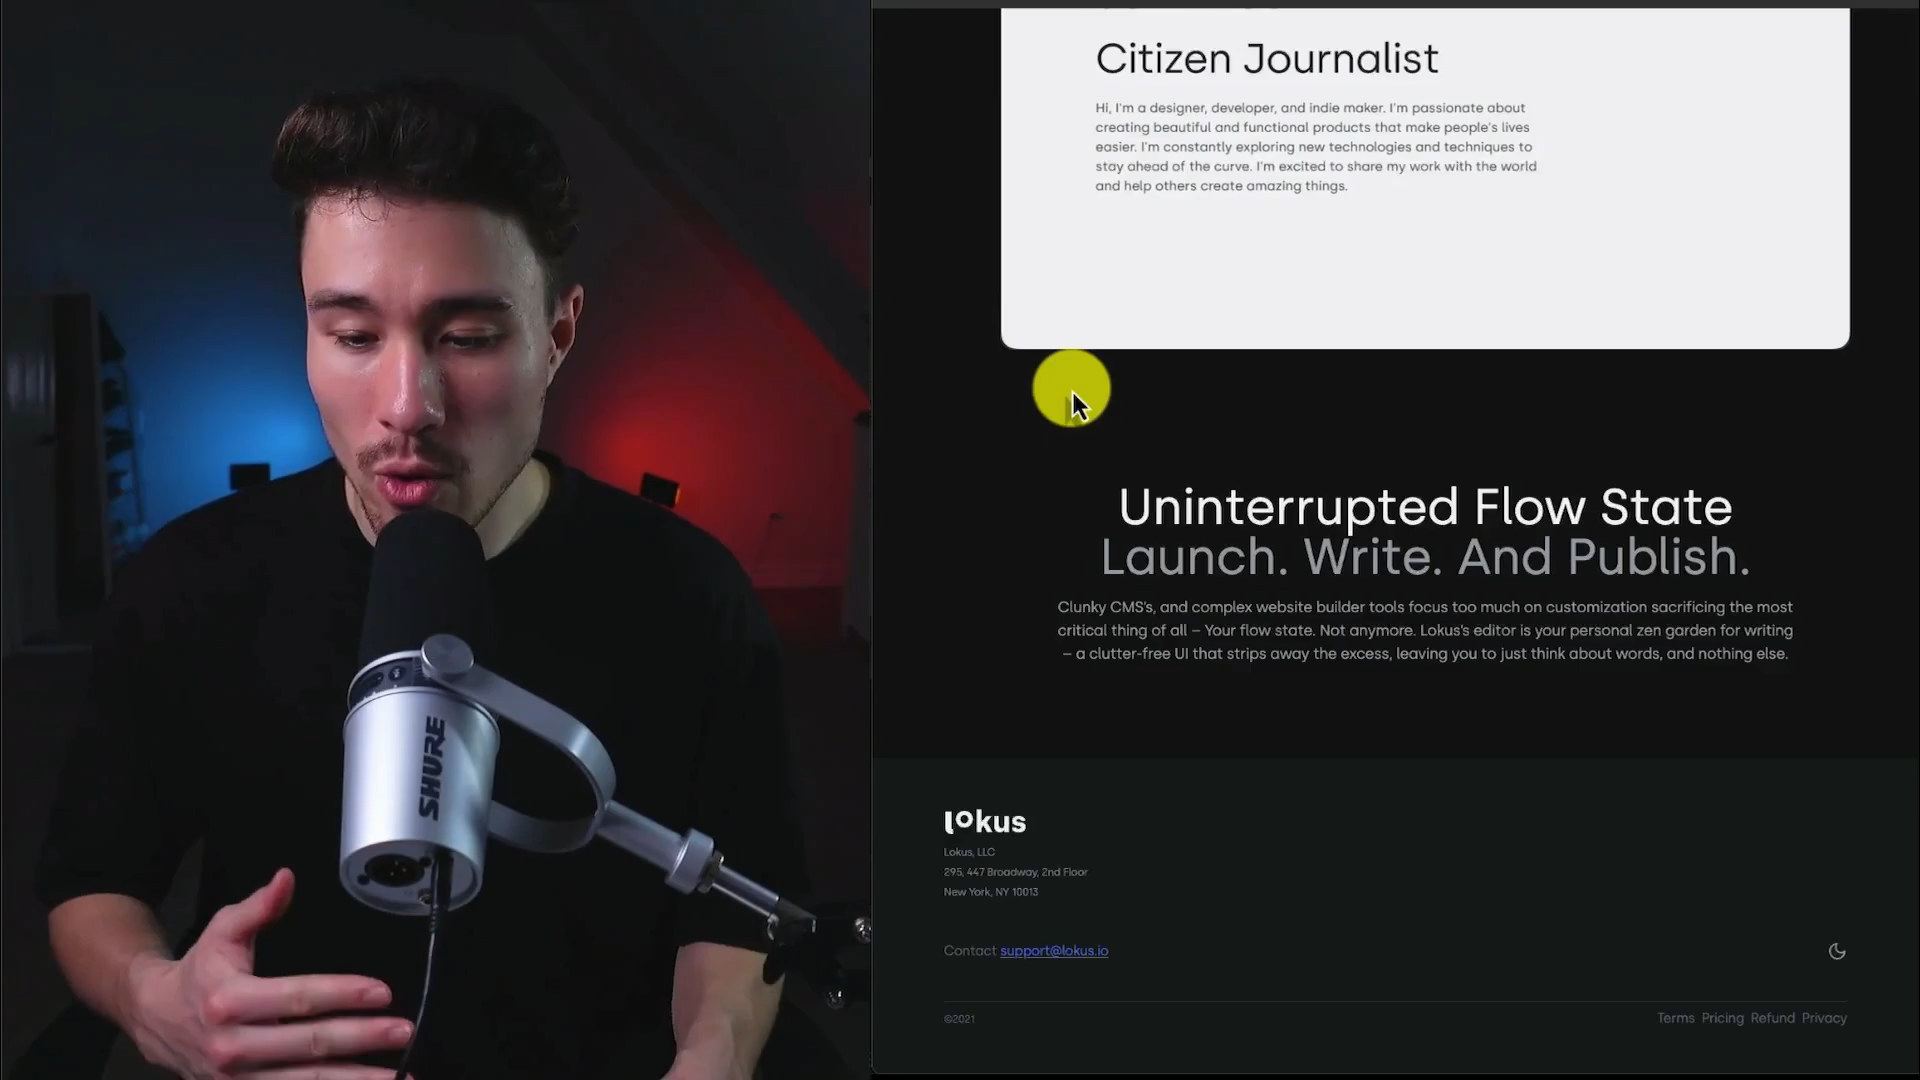 SHURE
Citizen Journalist
Hi, I'm a designer, developer, and indie maker. I'm passionate about
creating beautiful and functional products that make people's lives
easier. I'm constantly exploring new technologies and techniques to
stay ahead of the curve. I'm excited to share my work with the world
and help others create amazing things.
Uninterrupted Flow State
Launch. Write. And Publish.
Clunky CMS's, and complex website builder tools focus too much on customization sacrificing the most
critical thing of all – Your flow state. Not anymore. Lokus's editor is your personal zen garden for writing
– a clutter-free UI that strips away the excess, leaving you to just think about words, and nothing else.
lokus
Lokus, LLC
295, 447 Broadway, 2nd Floor
New York, NY 10013
Contact support@lokus.io
©2021
Terms Pricing Refund Privacy